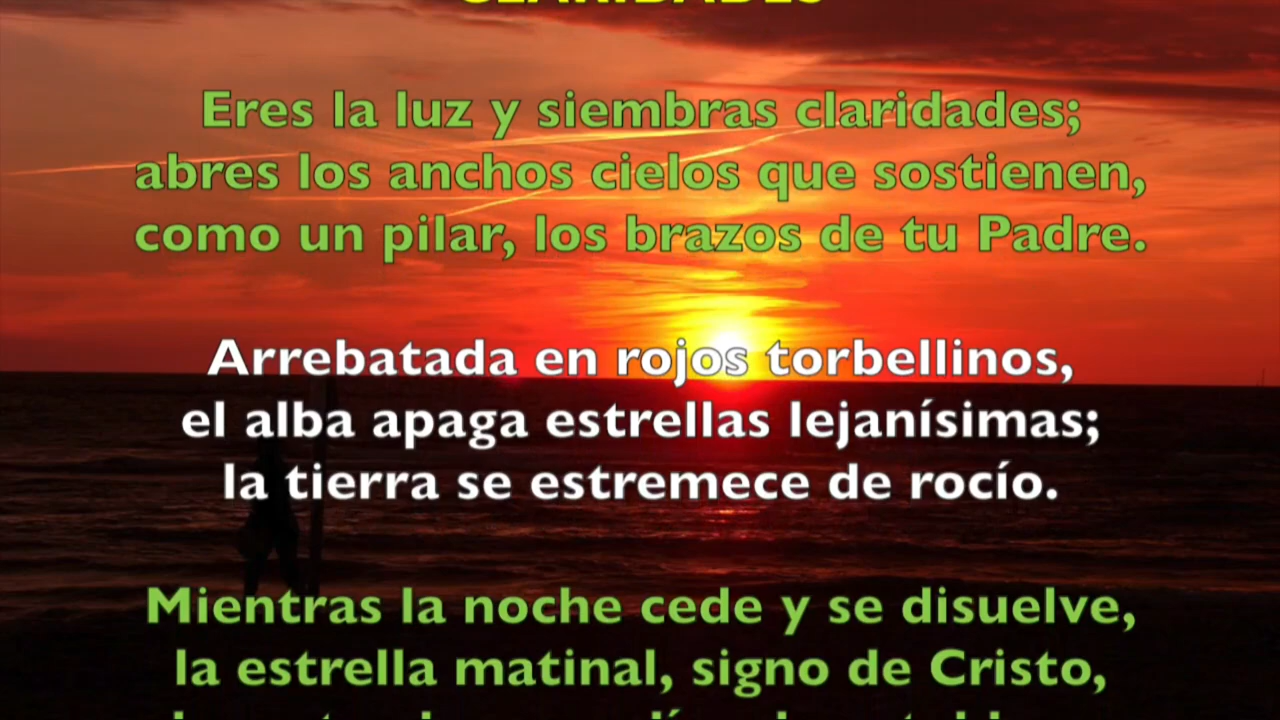 CLARIDADES
Eres la luz y siembras claridades;
abres los anchos cielos que sostienen,
como un pilar, los brazos de tu Padre.
Arrebatada en rojos torbellinos,
el alba apaga estrellas lejanísimas;
la tierra se estremece de rocío.
Mientras la noche cede y se disuelve,
la estrella matinal, signo de Cristo,